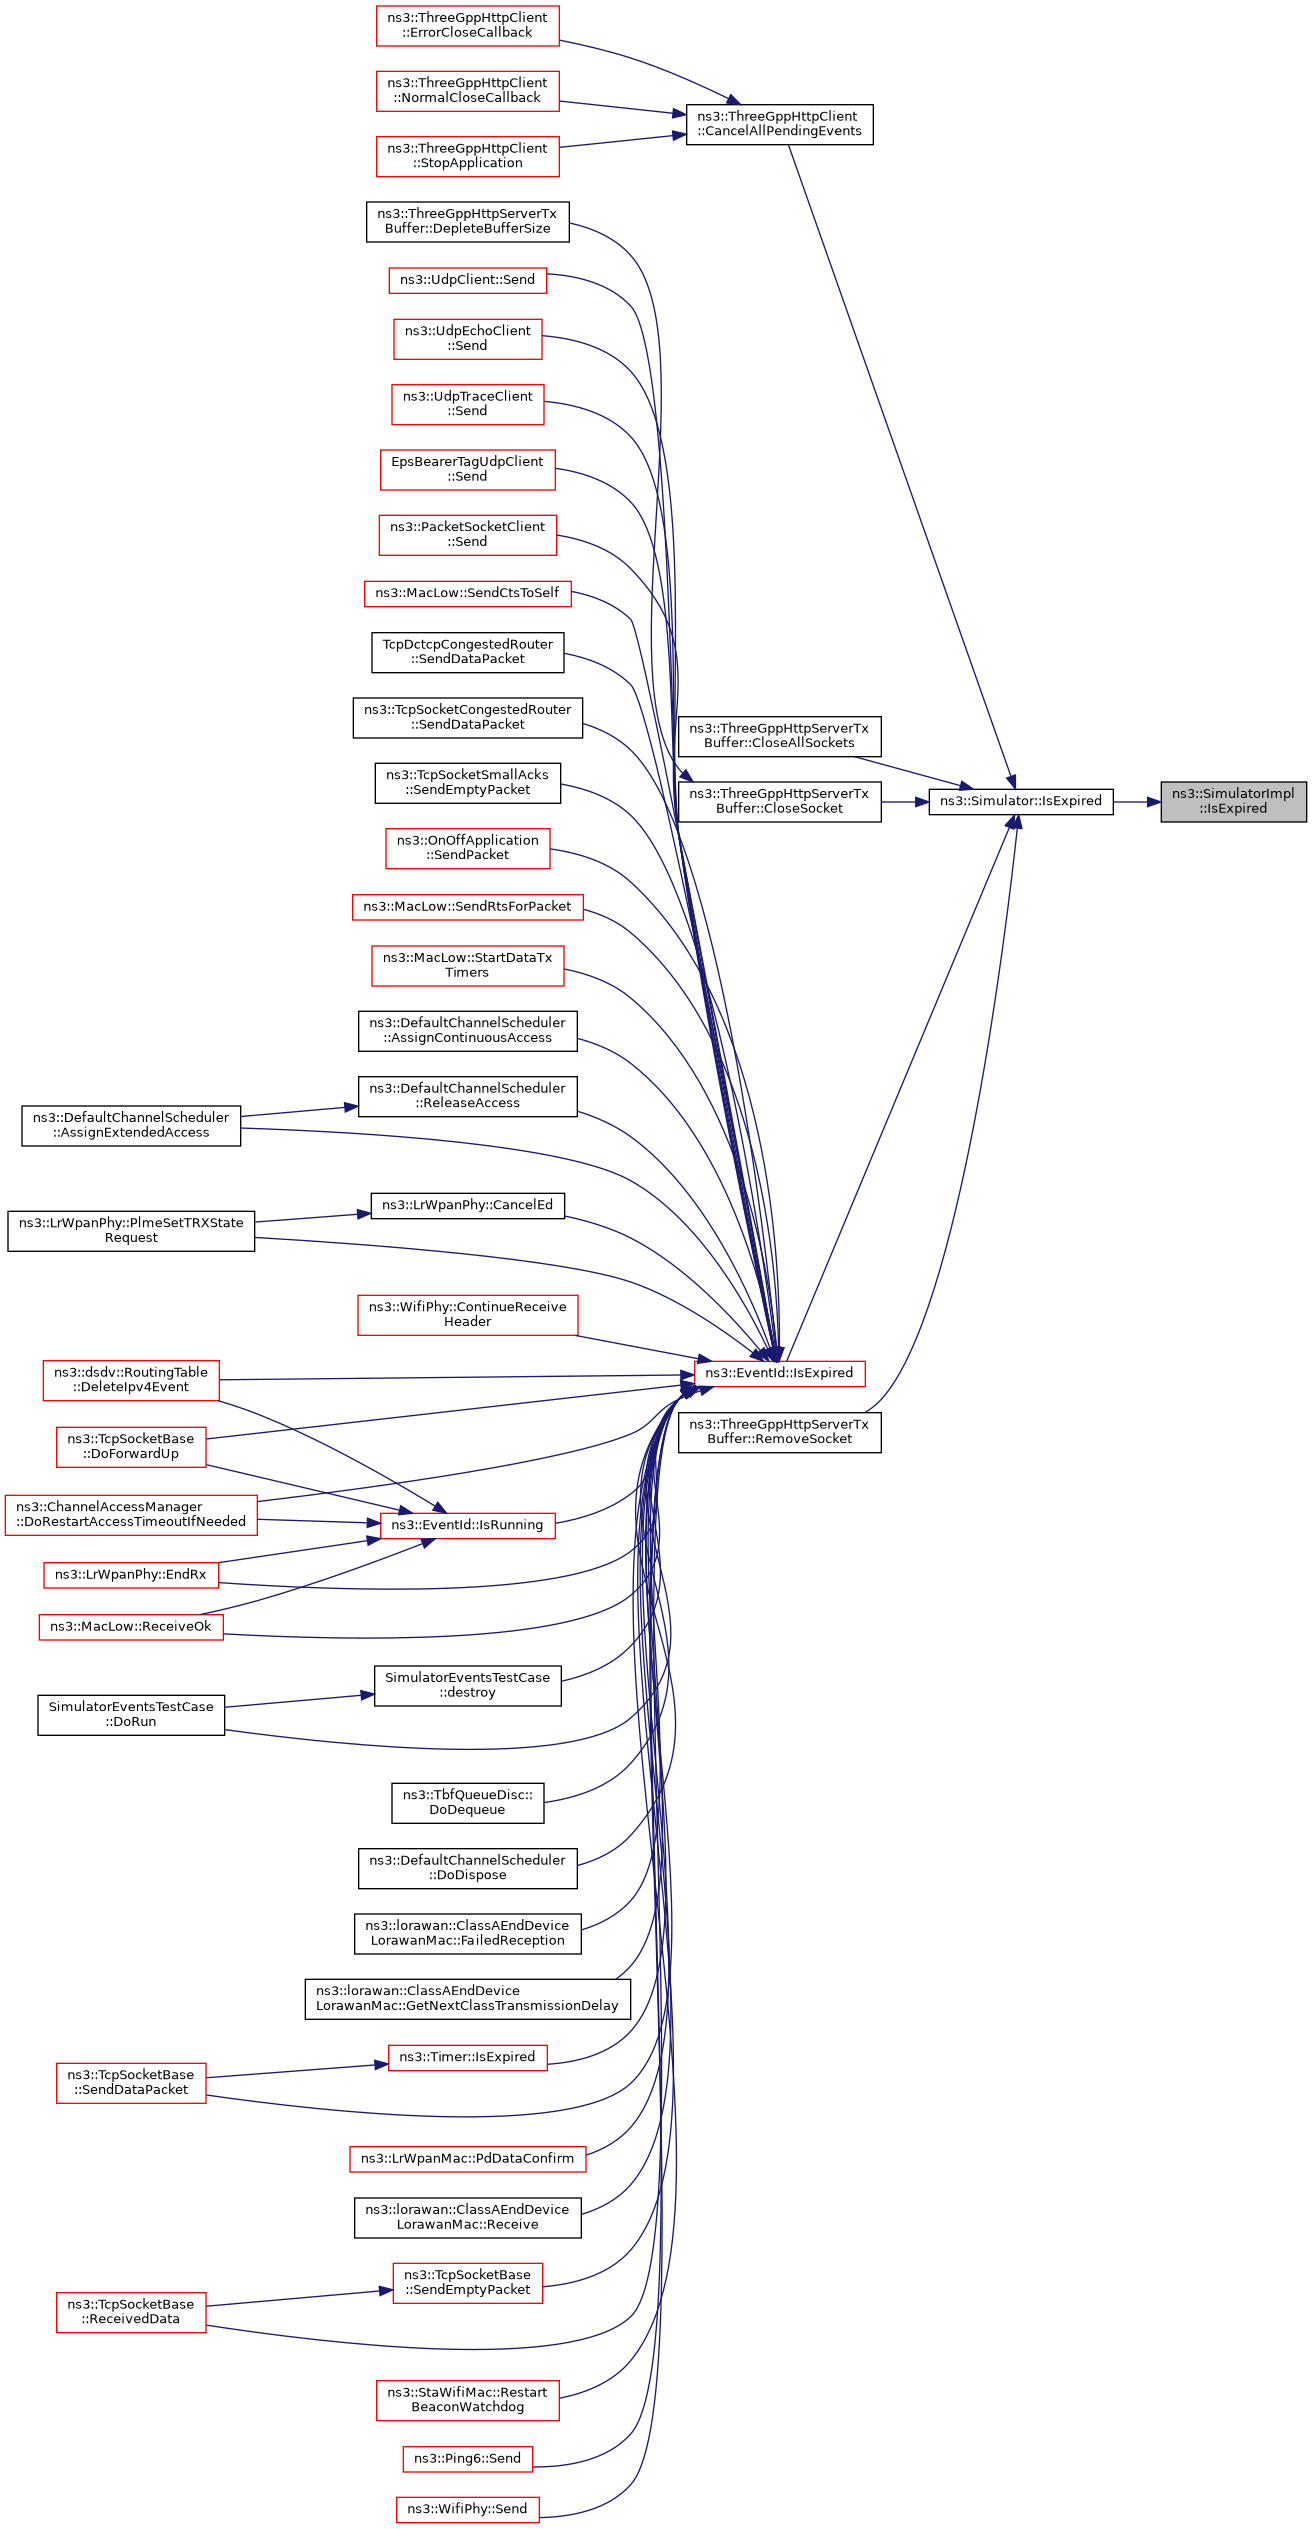 ns3::ThreeGppHttpClient
::ErrorCloseCallback
ns3::ThreeGppHttpClient
::NormalCloseCallback
ns3::ThreeGppHttpClient
::CancelAllPendingEvents
ns3::ThreeGppHttpClient
::StopApplication
ns3::ThreeGppHttpServerTx
Buffer::DepleteBufferSize
ns3::UdpClient::Send
ns3::UdpEchoClient
::Send
ns3::UdpTraceClient
::Send
EpsBearerTagUdpClient
::Send
ns3::PacketSocketClient
::Send
ns3::MacLow::SendCtsToSelf
TcpDctcpCongestedRouter
::SendDataPacket
ns3::TcpSocketCongestedRouter
::SendDataPacket
ns3::ThreeGppHttpServerTx
Buffer::CloseAllSockets
ns3::TcpSocketSmallAcks
::SendEmptyPacket
ns3::ThreeGppHttpServerTx
Buffer::CloseSocket
ns3::Simulator::IsExpired
ns3::SimulatorImpl
::IsExpired
ns3::OnOffApplication
::SendPacket
ns3::MacLow::SendRtsForPacket
ns3::MacLow::StartDataTx
Timers
ns3::DefaultChannelScheduler
::AssignContinuousAccess
ns3::DefaultChannelScheduler
::ReleaseAccess
ns3::DefaultChannelScheduler
::AssignExtendedAccess
ns3::LrWpanPhy::CancelEd
ns3::LrWpanPhy::PlmeSetTRXState
Request
ns3::WifiPhy::ContinueReceive
Header
ns3::dsdv::RoutingTable
::DeleteIpv4Event
ns3::EventId::IsExpired
ns3::ThreeGppHttpServerTx
Buffer::RemoveSocket
ns3::TcpSocketBase
::DoForwardUp
ns3::ChannelAccessManager
::DoRestartAccessTimeoutIfNeeded
ns3::EventId::IsRunning
ns3::LrWpanPhy::EndRx
ns3::MacLow::ReceiveOk
SimulatorEventsTestCase
::destroy
SimulatorEventsTestCase
::DoRun
ns3::TbfQueueDisc::
DoDequeue
ns3::DefaultChannelScheduler
::DoDispose
ns3::lorawan::ClassAEndDevice
LorawanMac::FailedReception
ns3::lorawan::ClassAEndDevice
LorawanMac::GetNextClassTransmissionDelay
ns3::Timer::IsExpired
ns3::TcpSocketBase
::SendDataPacket
ns3::LrWpanMac::PdDataConfirm
ns3::lorawan::ClassAEndDevice
LorawanMac::Receive
ns3::TcpSocketBase
::SendEmptyPacket
ns3::TcpSocketBase
::ReceivedData
ns3::StaWifiMac::Restart
BeaconWatchdog
ns3::Ping6::Send
ns3::WifiPhy::Send